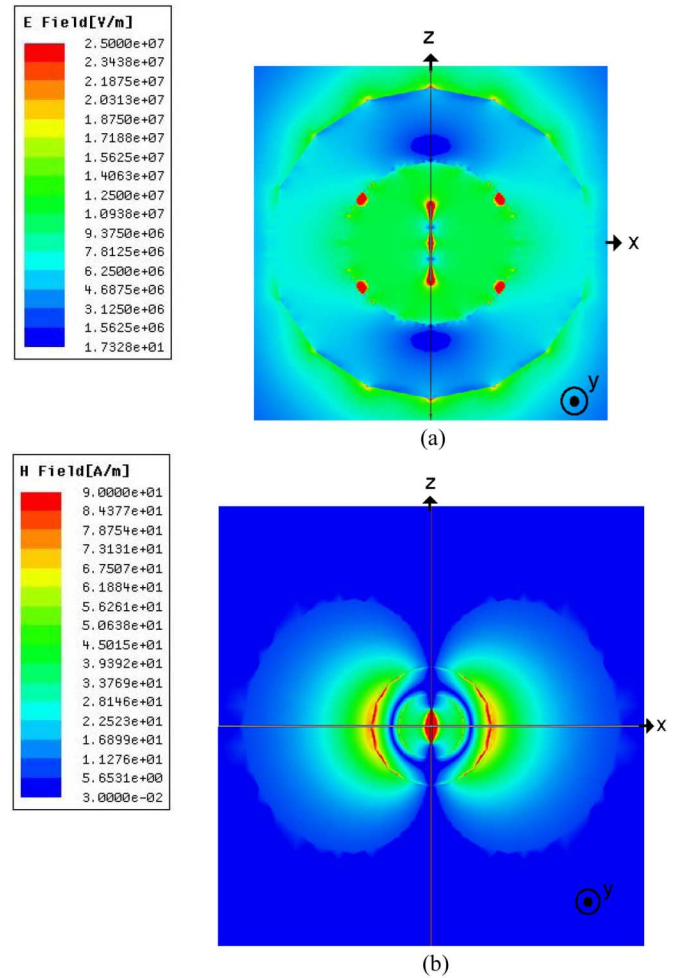 E Field[V/m]
2.5000e+07
2.3438e+07
2.1875e+07
2.0313e+07
1.8750e+07
1.7188e+07
1.5625e+07
1.4063e+07
1.2500e+07
1.0938e+07
9.3750e+06
7.8125e+06
6.2500e+06
4.6875e+06
3.1250e+06
1.5625e+06
1.7328e+01
z
x
y
(a)
H Field[A/m]
9.0000e+01
8.4377e+01
7.8754e+01
7.3131e+01
6.7507e+01
6.1884e+01
5.6261e+01
5.0638e+01
4.5015e+01
3.9392e+01
3.3769e+01
2.8146e+01
2.2523e+01
1.6899e+01
1.1276e+01
5.6531e+00
3.0000e-02
z
x
y
(b)